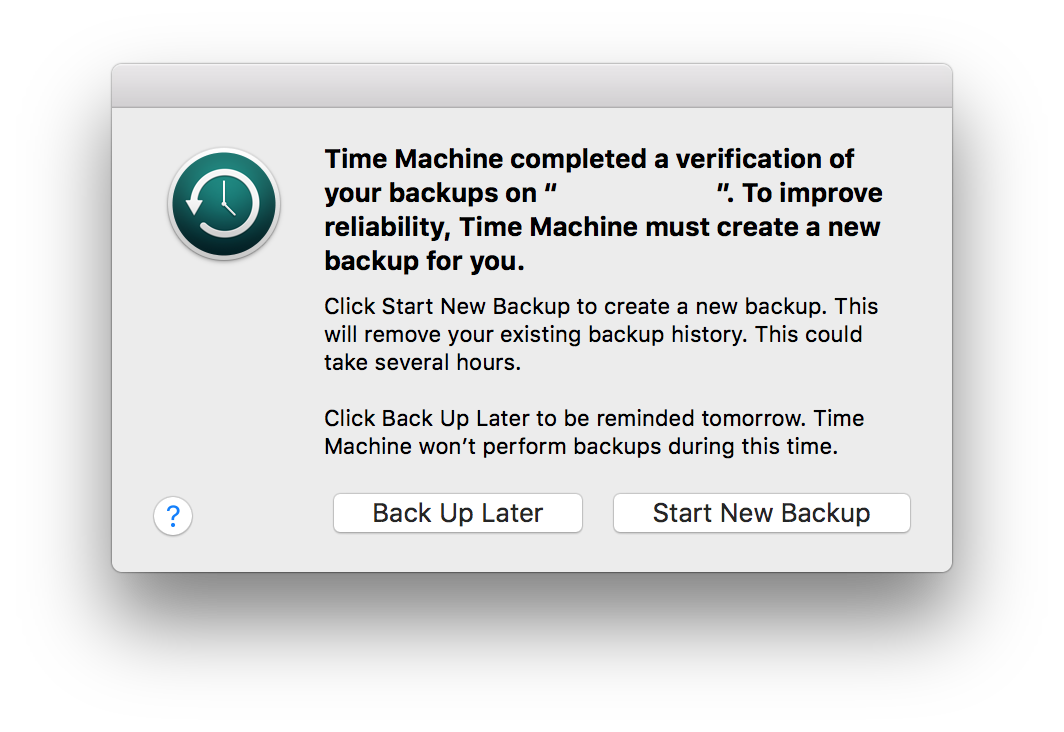 Time Machine completed a verification of
your backups on “ ”. To improve
reliability, Time Machine must create a new
backup for you.
Click Start New Backup to create a new backup. This
will remove your existing backup history. This could
take several hours.
Click Back Up Later to be reminded tomorrow. Time
Machine won’t perform backups during this time.
? Back Up Later Start New Backup